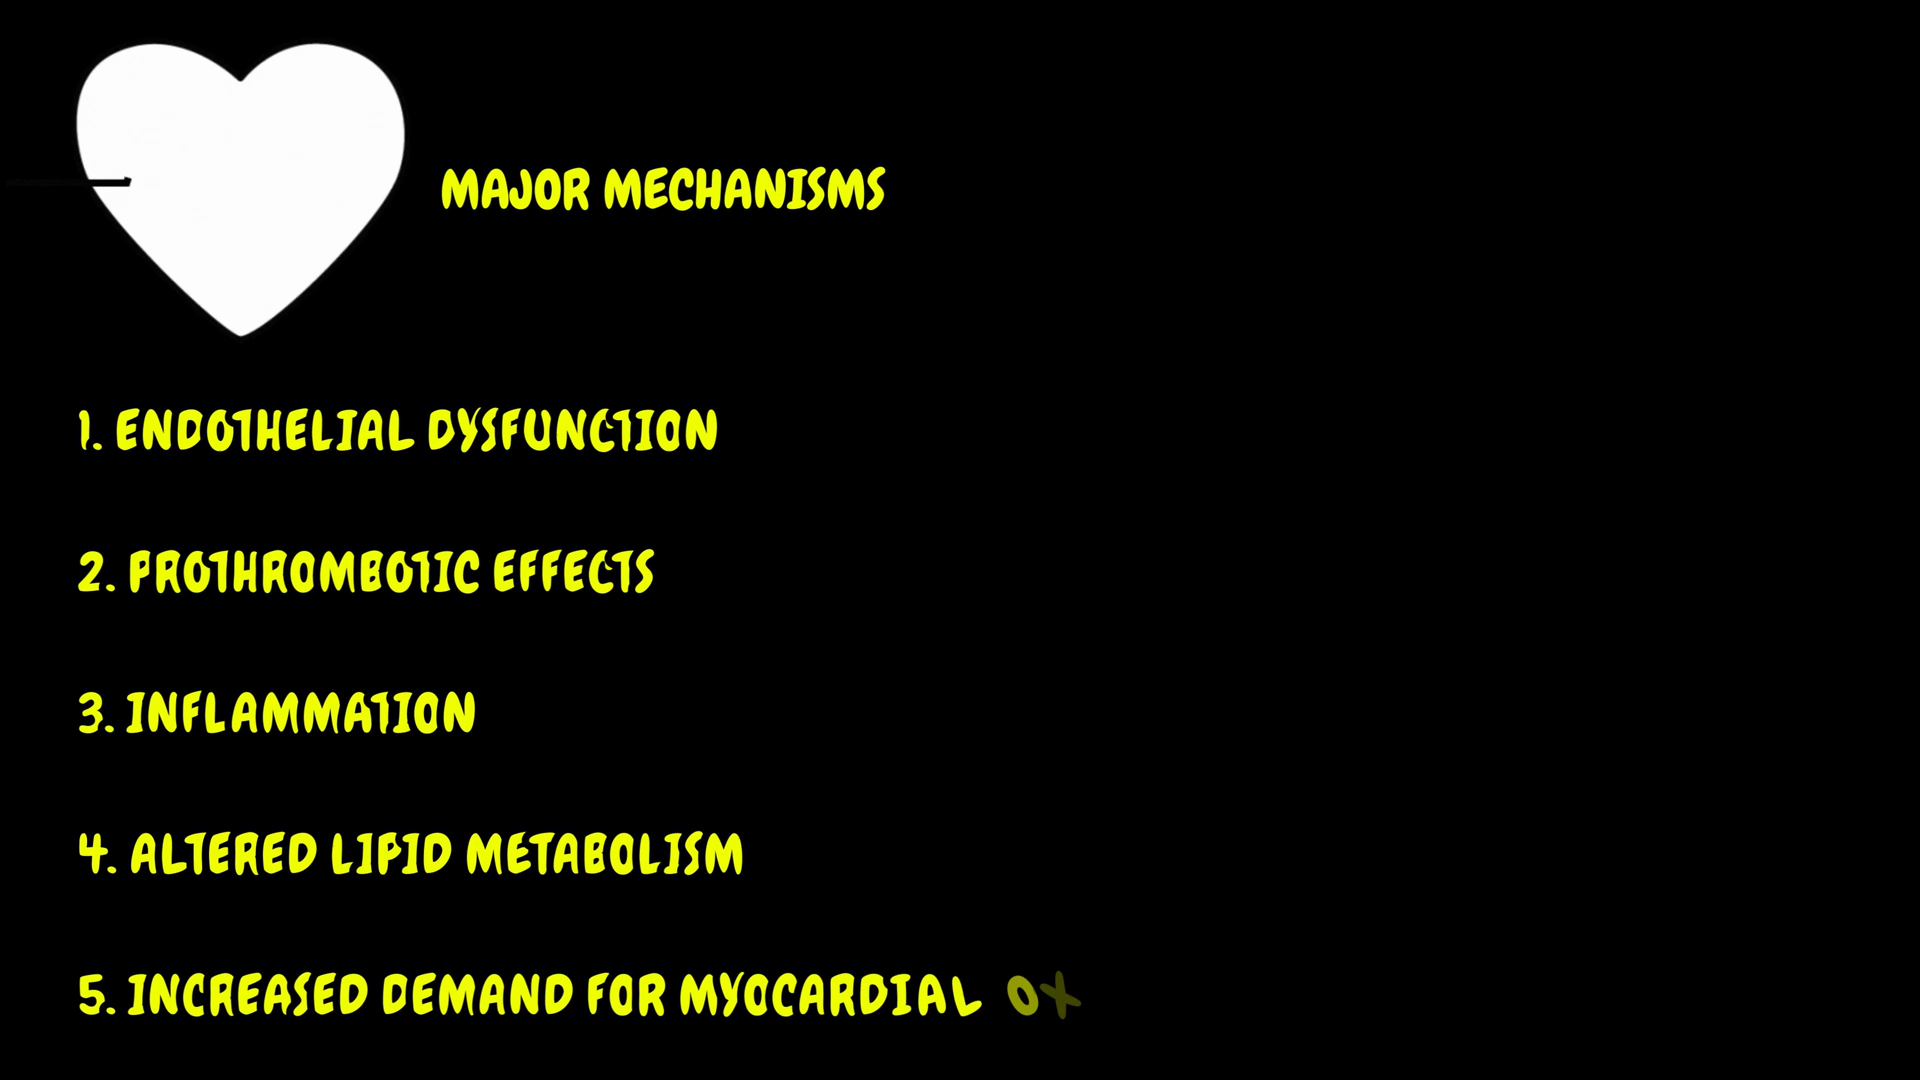 MAJOR MECHANISMS
1. ENDOTHELIAL DYSFUNCTION
2. PROTHROMBOTIC EFFECTS
3. INFLAMMATION
4. ALTERED LIPID METABOLISM
5. INCREASED DEMAND FOR MYOCARDIAL OX